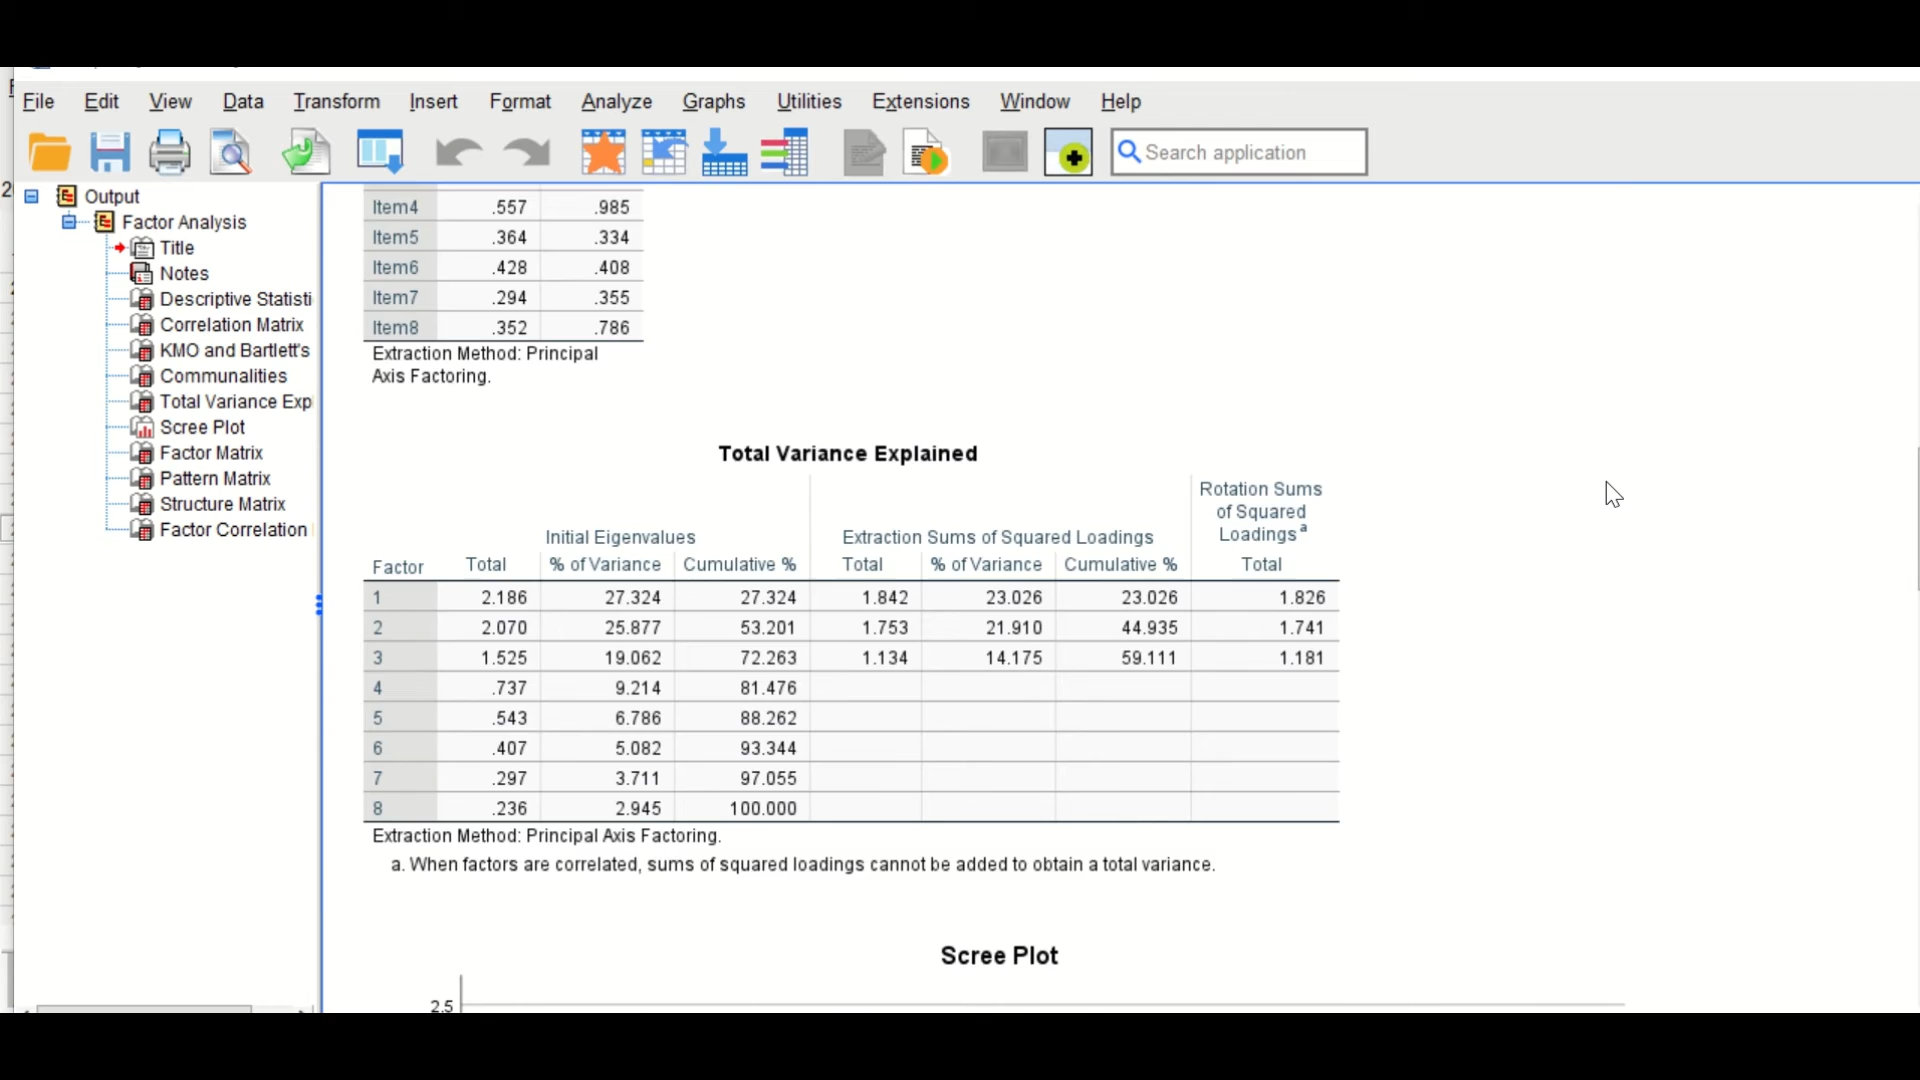 File Edit View Data Transform Insert Format Analyze Graphs Utilities Extensions Window Help
Search application
Output
Factor Analysis
Title
Notes
Descriptive Statisti
Correlation Matrix
KMO and Bartlett's
Communalities
Total Variance Exp
Scree Plot
Factor Matrix
Pattern Matrix
Structure Matrix
Factor Correlation
Item4 .557 .985
Item5 .364 .334
Item6 .428 .408
Item7 .294 .355
Item8 .352 .786
Extraction Method: Principal
Axis Factoring.
Total Variance Explained
Rotation Sums
of Squared
Loadings a
Initial Eigenvalues Extraction Sums of Squared Loadings
Factor Total % of Variance Cumulative % Total % of Variance Cumulative % Total
1 2.186 27.324 27.324 1.842 23.026 23.026 1.826
2 2.070 25.877 53.201 1.753 21.910 44.935 1.741
3 1.525 19.062 72.263 1.134 14.175 59.111 1.181
4 .737 9.214 81.476
5 .543 6.786 88.262
6 .407 5.082 93.344
7 .297 3.711 97.055
8 .236 2.945 100.000
Extraction Method: Principal Axis Factoring.
a. When factors are correlated, sums of squared loadings cannot be added to obtain a total variance.
Scree Plot
2.5